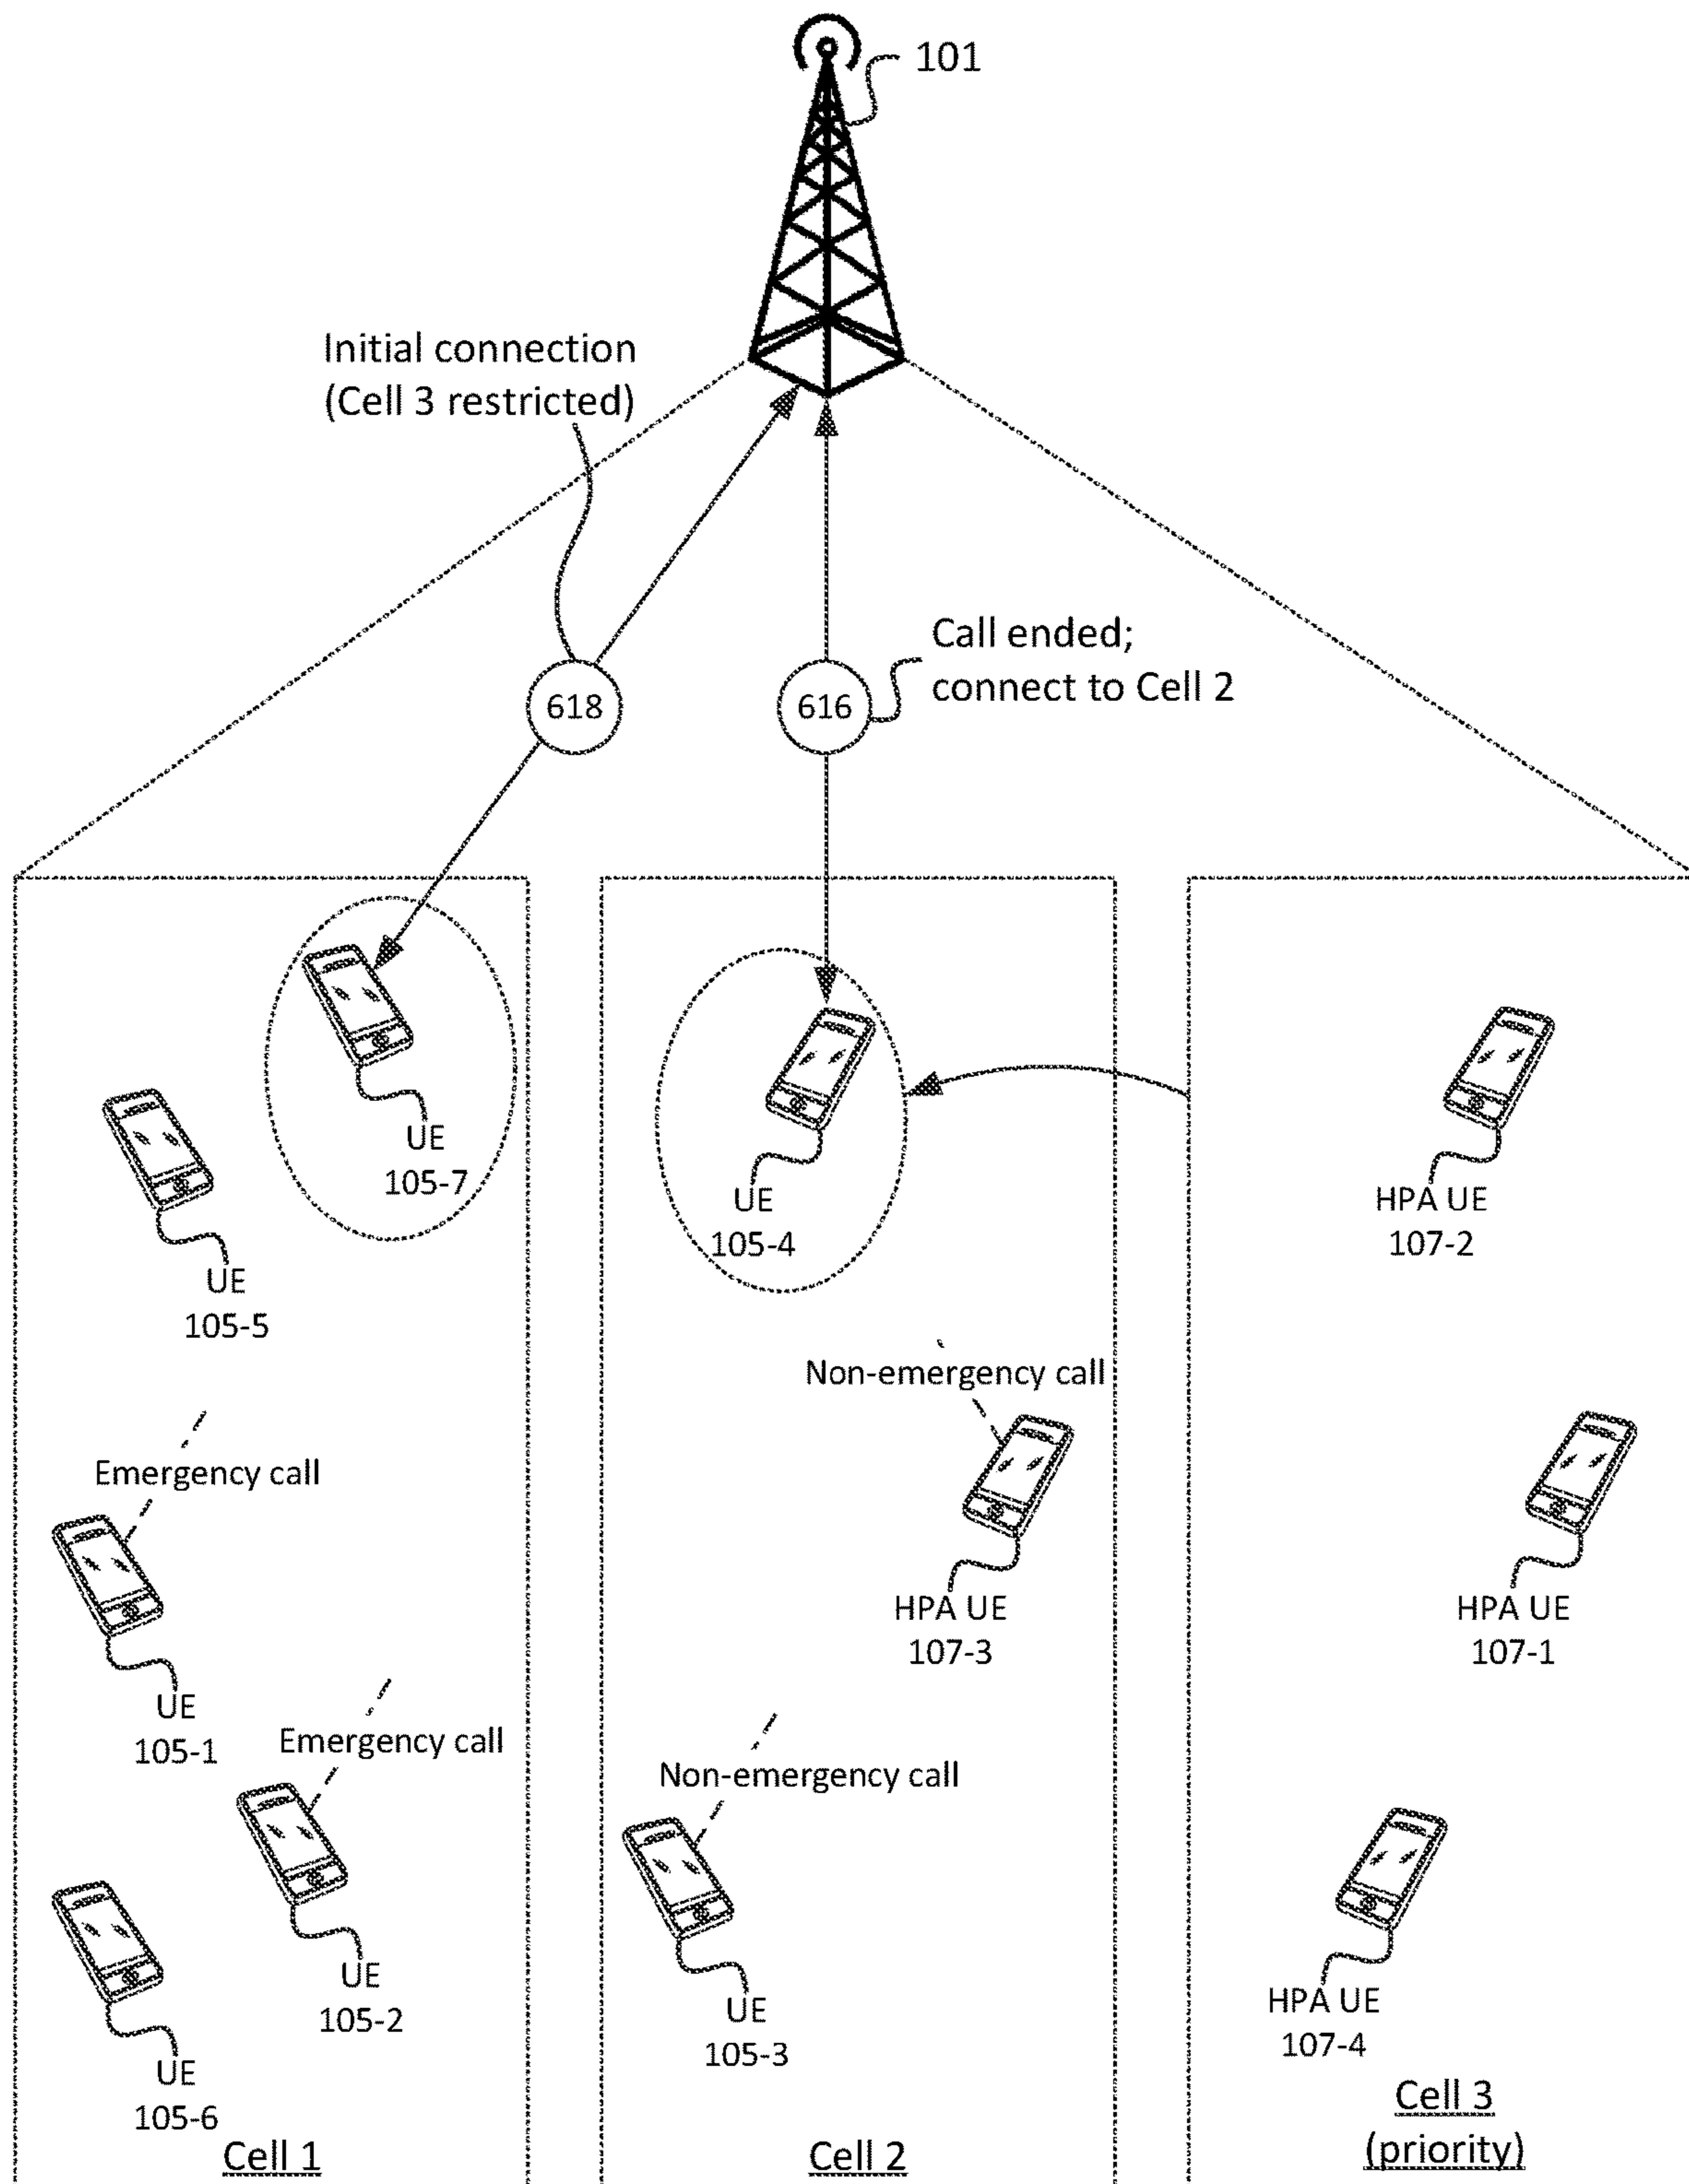 101
Initial connection
(Cell 3 restricted)
Call ended;
connect to Cell 2
618
616
UE
105-7
UE
105-4
HPA UE
107-2
UE
105-5
Non-emergency call
Emergency call
HPA UE
107-3
HPA UE
107-1
UE
105-1
Emergency call
Non-emergency call
UE
105-2
UE
105-3
HPA UE
107-4
UE
105-6
Cell 1
Cell 2
Cell 3
(priority)